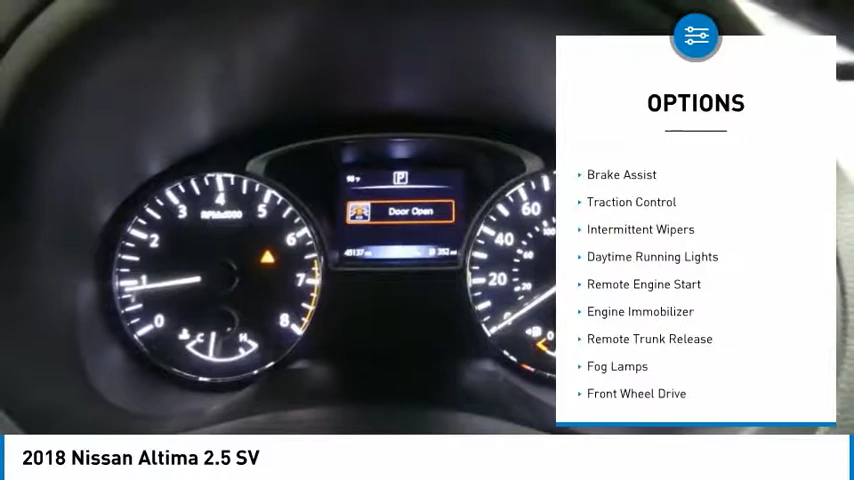 OPTIONS
Brake Assist
Traction Control
Intermittent Wipers
Daytime Running Lights
Remote Engine Start
Engine Immobilizer
Remote Trunk Release
Fog Lamps
Front Wheel Drive
P
Door Open
0 1 2 3 4 5 6 7 8
C H
20 40 60
2018 Nissan Altima 2.5 SV